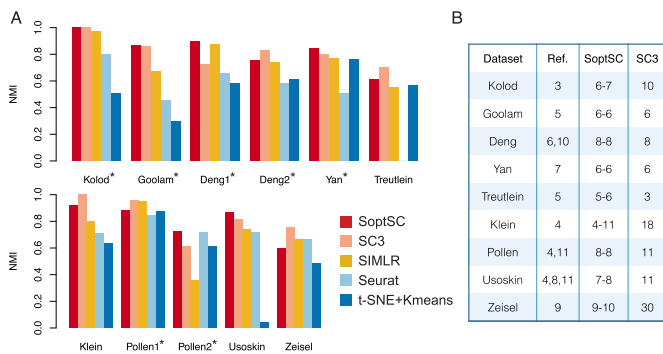 A
NMI
1.0
0.8
0.6
0.4
0.2
0.0
Kolod* Goolam* Deng1* Deng2* Yan* Treutlein
NMI
1.0
0.8
0.6
0.4
0.2
0.0
Klein Pollen1* Pollen2* Usoskin Zeisel
SoptSC
SC3
SIMLR
Seurat
t-SNE+Kmeans
B
Dataset Ref. SoptSC SC3
Kolod 3 6-7 10
Goolam 5 6-6 6
Deng 6,10 8-8 8
Yan 7 6-6 6
Treutlein 5 5-6 3
Klein 4 4-11 18
Pollen 4,11 8-8 11
Usoskin 4,8,11 7-8 11
Zeisel 9 9-10 30